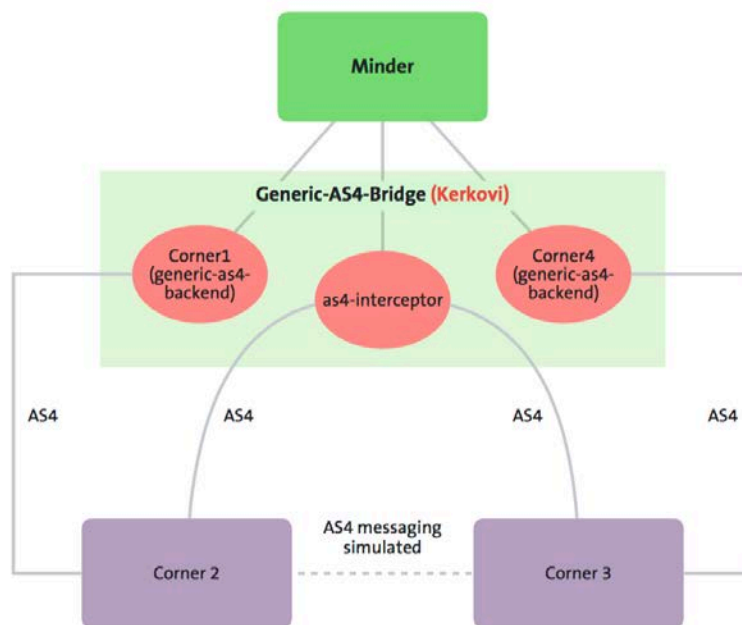 Minder
Generic-AS4-Bridge (Kerkovi)
Corner1
(generic-as4-
backend)
as4-interceptor
Corner4
(generic-as4-
backend)
AS4
AS4
AS4
AS4
AS4 messaging
simulated
Corner 2
Corner 3